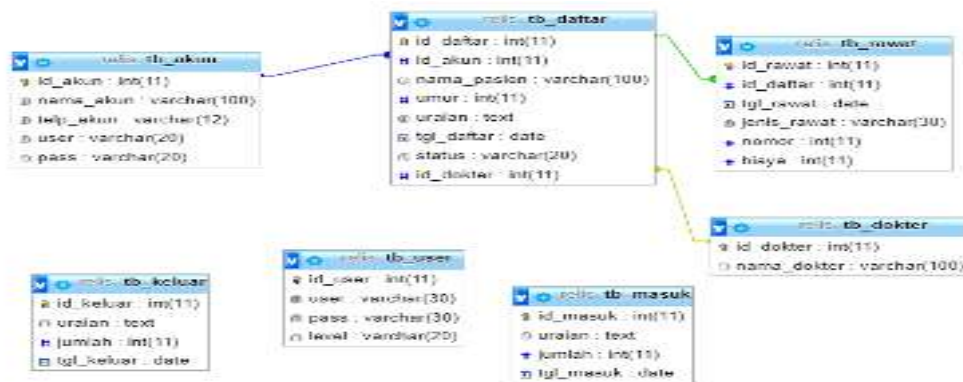 tb_daftar
id_daftar : int(11)
id_akun : int(11)
nama_pasien : varchar(100)
umur : int(11)
uraian : text
tgl_daftar : date
status : varchar(20)
id_dokter : int(11)
tb_akun
id_akun : int(11)
nama_akun : varchar(100)
telp_akun : varchar(12)
user : varchar(20)
pass : varchar(20)
tb_rawat
id_rawat : int(11)
id_daftar : int(11)
tgl_rawat : date
jenis_rawat : varchar(30)
nomor : int(11)
biaya : int(11)
tb_dokter
id_dokter : int(11)
nama_dokter : varchar(100)
tb_user
id_user : int(11)
user : varchar(30)
pass : varchar(30)
level : varchar(20)
tb_keluar
id_keluar : int(11)
uraian : text
jumlah : int(11)
tgl_keluar : date
tb_masuk
id_masuk : int(11)
uraian : text
jumlah : int(11)
tgl_masuk : date